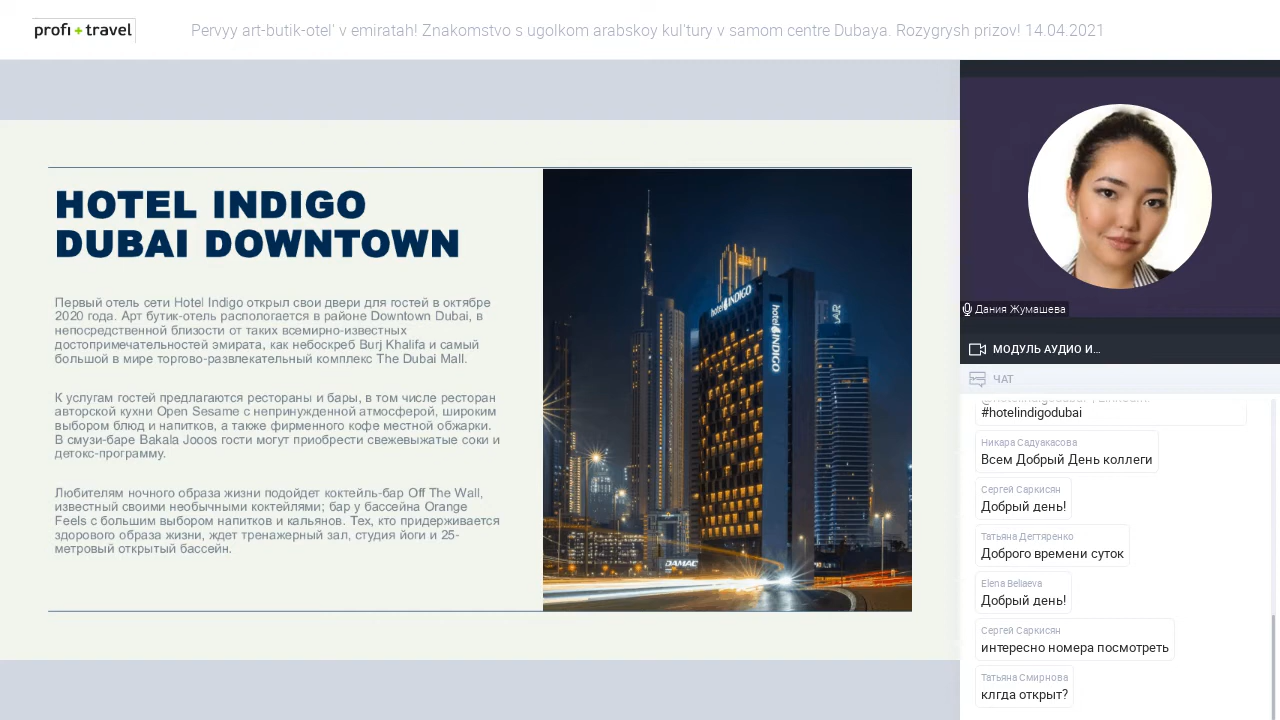 profi + travel
Pervyy art-butik-otel' v emiratah! Znakomstvo s ugolkom arabskoy kul'tury v samom centre Dubaya. Rozygrysh prizov! 14.04.2021
HOTEL INDIGO
DUBAI DOWNTOWN
Первый отель сети Hotel Indigo открыл свои двери для гостей в октябре
2020 года. Арт бутик-отель распологается в районе Downtown Dubai, в
непосредственной близости от таких всемирно-известных
достопримечательностей эмирата, как небоскреб Burj Khalifa и самый
большой в мире торгово-развлекательный комплекс The Dubai Mall.
К услугам гостей предлагаются рестораны и бары, в том числе ресторан
авторской кухни Open Sesame с непринужденной атмосферой, широким
выбором блюд и напитков, а также фирменного кофе местной обжарки.
В смузи-баре Bakala Jooos гости могут приобрести свежевыжатые соки и
детокс-программу.
Любителям ночного образа жизни подойдет коктейль-бар Off The Wall,
известный своими необычными коктейлями; бар у бассейна Orange
Feels с большим выбором напитков и кальянов. Тех, кто придерживается
здорового образа жизни, ждет тренажерный зал, студия йоги и 25-
метровый открытый бассейн.
hotel INDIGO
hotel INDIGO
DAMAC
Дания Жумашева
МОДУЛЬ АУДИО И...
ЧАТ
#hotelindigodubai
Никара Садуакасова
Всем Добрый День коллеги
Сергей Саркисян
Добрый день!
Татьяна Дегтяренко
Доброго времени суток
Elena Beliaeva
Добрый день!
Сергей Саркисян
интересно номера посмотреть
Татьяна Смирнова
клгда открыт?